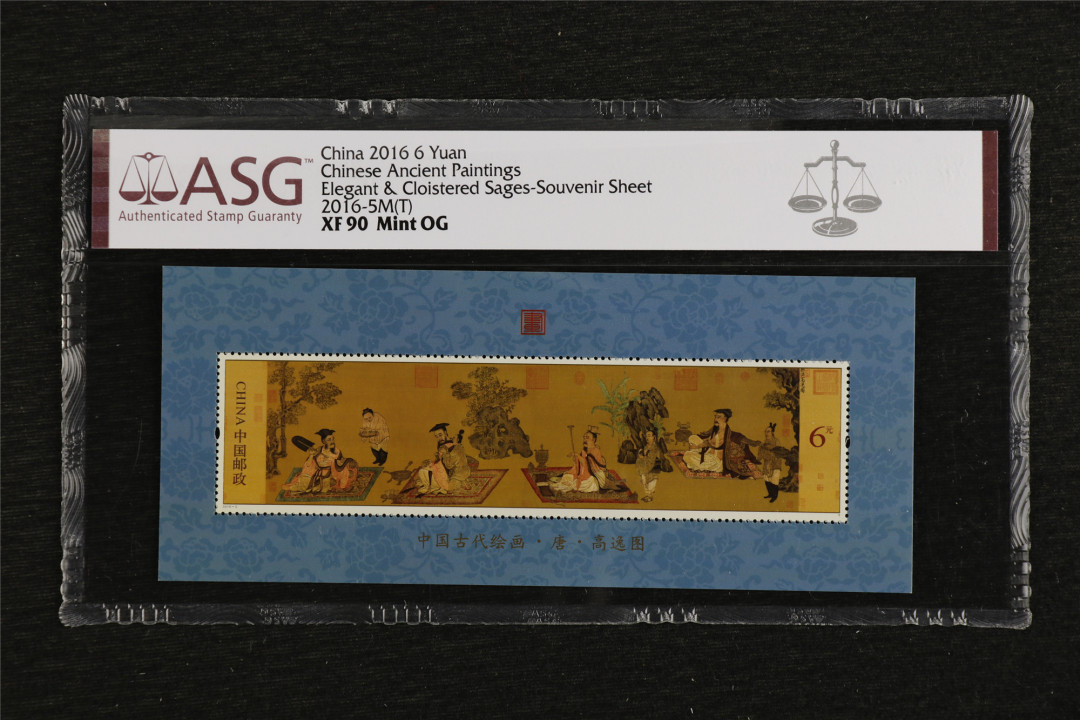 ASG™
Authenticated Stamp Guaranty
China 2016 6 Yuan
Chinese Ancient Paintings
Elegant & Cloistered Sages-Souvenir Sheet
2016-5M(T)
XF 90 Mint OG
CHINA 中国邮政
6元
中国古代绘画·唐·高逸图